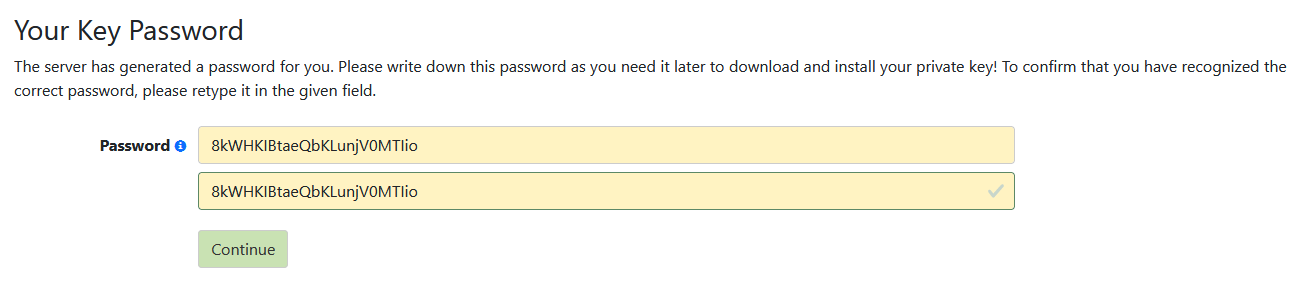 Your Key Password
The server has generated a password for you. Please write down this password as you need it later to download and install your private key! To confirm that you have recognized the
correct password, please retype it in the given field.
Password
8kWHKIBtaeQbKLunjV0MTIio
8kWHKIBtaeQbKLunjV0MTIio
Continue